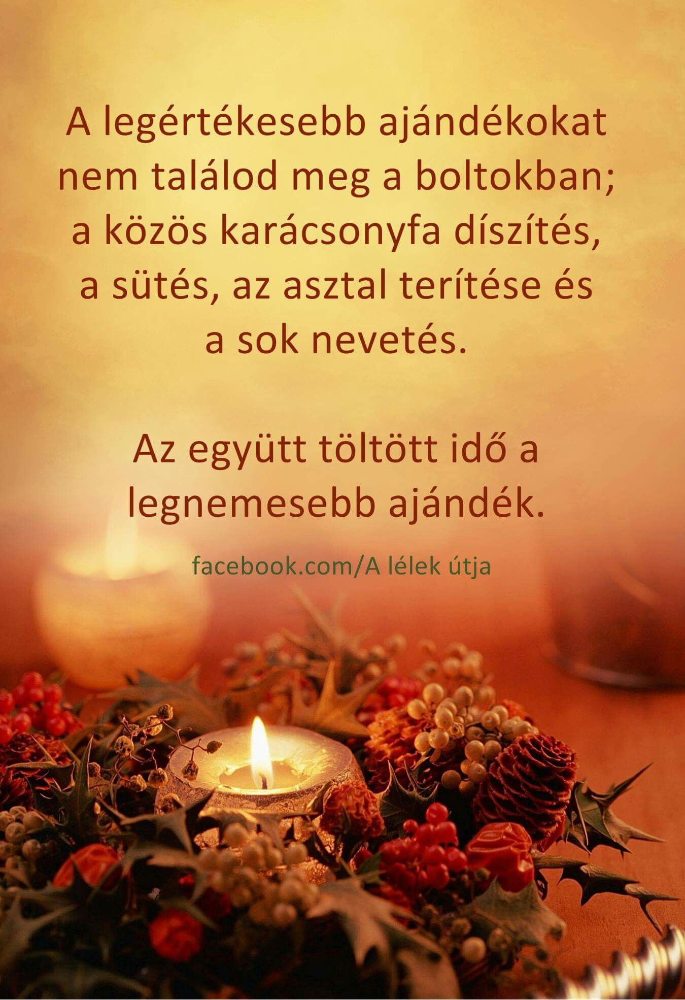 A legértékesebb ajándékokat
nem találod meg a boltokban;
a közös karácsonyfa díszítés,
a sütés, az asztal terítése és
a sok nevetés.
Az együtt töltött idő a
legnemesebb ajándék.
facebook.com/A lélek útja